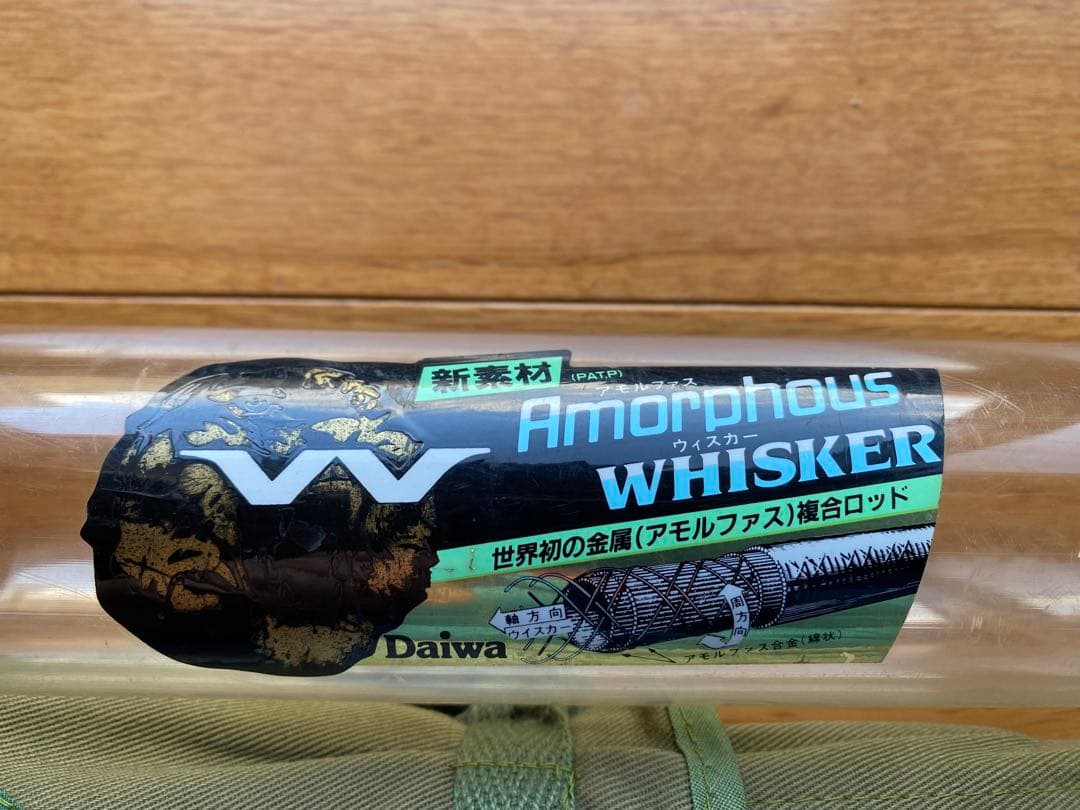 新素材 (PAT.P)
アモルファス
Amorphous
ウィスカー
WHISKER
世界初の金属(アモルファス)複合ロッド
軸方向
ウィスカー
周方向
アモルファス合金(線状)
Daiwa